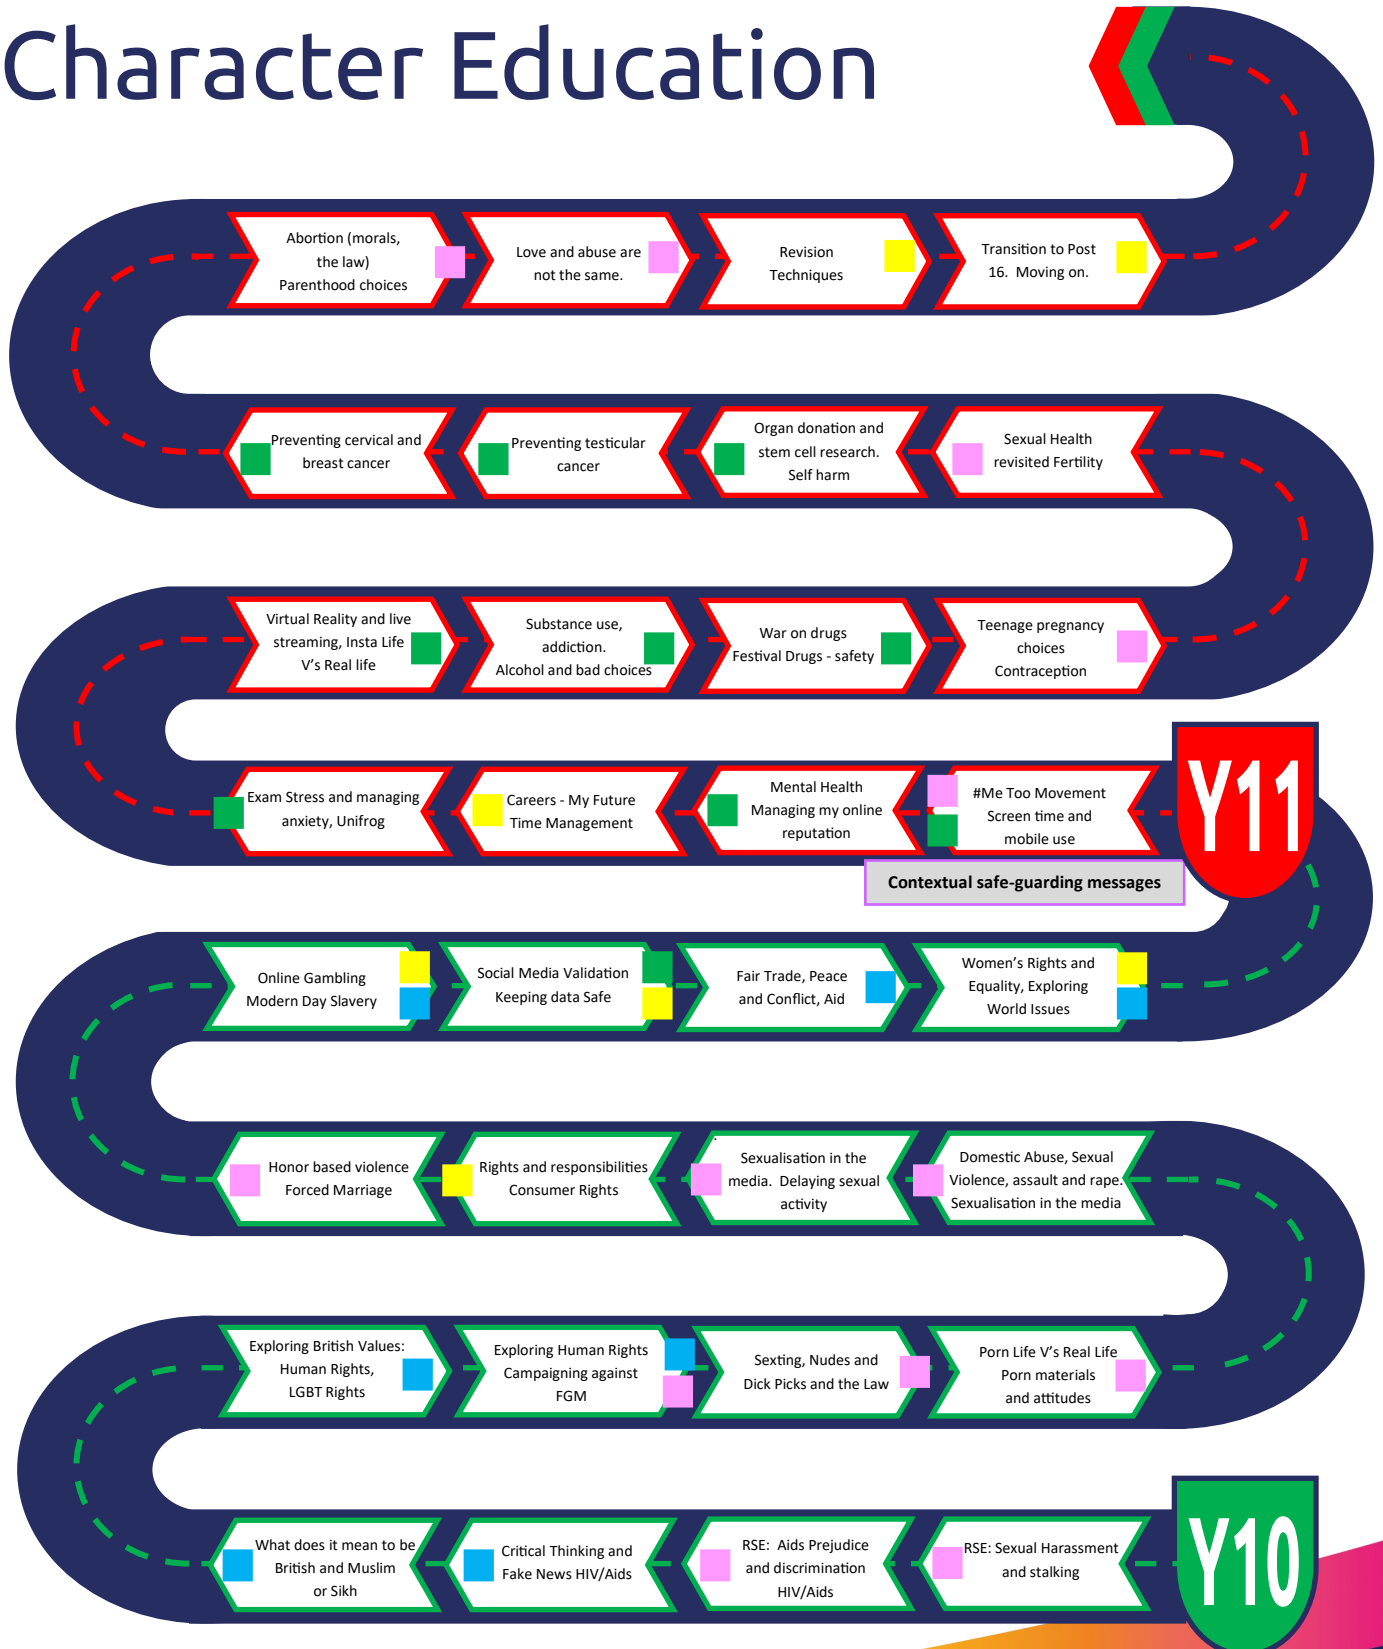 Character Education
Abortion (morals,
the law)
Parenthood choices
Love and abuse are
not the same.
Revision
Techniques
Transition to Post
16.  Moving on.
Preventing cervical and
breast cancer
Preventing testicular
cancer
Organ donation and
stem cell research.
Self harm
Sexual Health
revisited Fertility
Virtual Reality and live
streaming, Insta Life
V’s Real life
Substance use,
addiction.
Alcohol and bad choices
War on drugs
Festival Drugs - safety
Teenage pregnancy
choices
Contraception
Exam Stress and managing
anxiety, Unifrog
Careers - My Future
Time Management
Mental Health
Managing my online
reputation
#Me Too Movement
Screen time and
mobile use
Y11
Contextual safe-guarding messages
Online Gambling
Modern Day Slavery
Social Media Validation
Keeping data Safe
Fair Trade, Peace
and Conflict, Aid
Women’s Rights and
Equality, Exploring
World Issues
Honor based violence
Forced Marriage
Rights and responsibilities
Consumer Rights
.
Sexualisation in the
media.  Delaying sexual
activity
Domestic Abuse, Sexual
Violence, assault and rape.
Sexualisation in the media
Exploring British Values:
Human Rights,
LGBT Rights
Exploring Human Rights
Campaigning against
FGM
Sexting, Nudes and
Dick Picks and the Law
Porn Life V’s Real Life
Porn materials
and attitudes
What does it mean to be
British and Muslim
or Sikh
Critical Thinking and
Fake News HIV/Aids
RSE:  Aids Prejudice
and discrimination
HIV/Aids
RSE: Sexual Harassment
and stalking
Y10